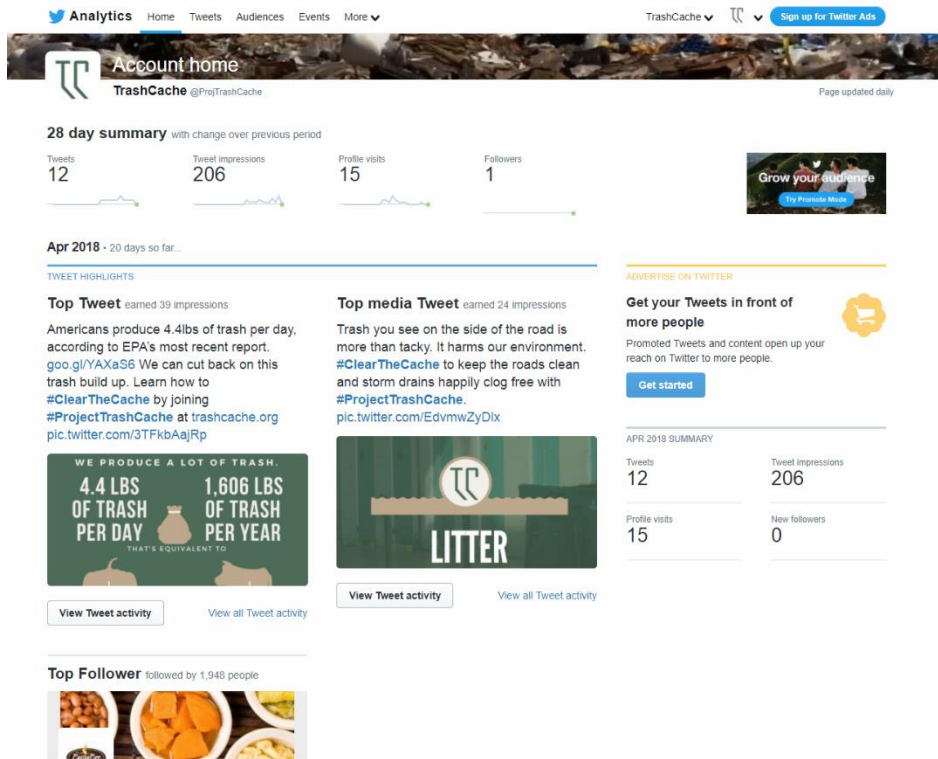 Analytics Home Tweets Audiences Events More TrashCache TC Sign up for Twitter Ads
TC
Account home
TrashCache @ProjTrashCache
Page updated daily
28 day summary with change over previous period
Tweets
12
Tweet impressions
206
Profile visits
15
Followers
1
Grow your audience
Try Promote Mode
Apr 2018 • 20 days so far...
TWEET HIGHLIGHTS
Top Tweet earned 39 impressions
Americans produce 4.4lbs of trash per day,
according to EPA's most recent report.
goo.gl/YAXaS6 We can cut back on this
trash build up. Learn how to
#ClearTheCache by joining
#ProjectTrashCache at trashcache.org
pic.twitter.com/3TFkbAajRp
WE PRODUCE A LOT OF TRASH.
4.4 LBS
OF TRASH
PER DAY
1,606 LBS
OF TRASH
PER YEAR
THAT'S EQUIVALENT TO
View Tweet activity
View all Tweet activity
Top media Tweet earned 24 impressions
Trash you see on the side of the road is
more than tacky. It harms our environment.
#ClearTheCache to keep the roads clean
and storm drains happily clog free with
#ProjectTrashCache.
pic.twitter.com/EdvmwZyDlx
TC
LITTER
View Tweet activity
View all Tweet activity
ADVERTISE ON TWITTER
Get your Tweets in front of
more people
Promoted Tweets and content open up your
reach on Twitter to more people.
Get started
APR 2018 SUMMARY
Tweets
12
Tweet impressions
206
Profile visits
15
New followers
0
Top Follower followed by 1,948 people